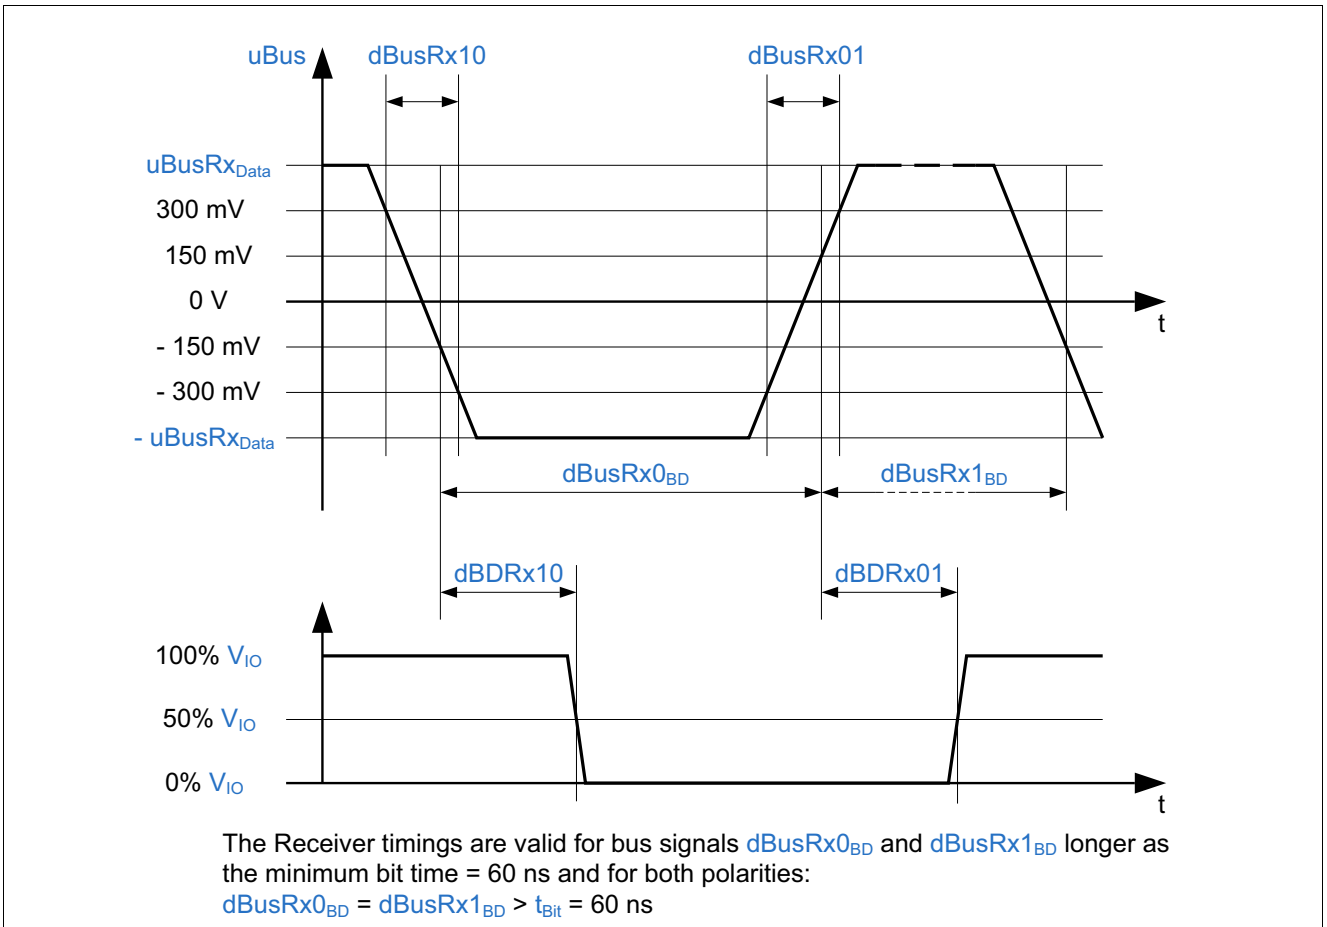 uBus dBusRx10 dBusRx01
uBusRxData
300 mV
150 mV
0 V
t
- 150 mV
- 300 mV
- uBusRxData
dBusRx0BD dBusRx1BD
dBDRx10 dBDRx01
100% VIO
50% VIO
0% VIO
t
The Receiver timings are valid for bus signals dBusRx0BD and dBusRx1BD longer as
the minimum bit time = 60 ns and for both polarities:
dBusRx0BD = dBusRx1BD > tBit = 60 ns